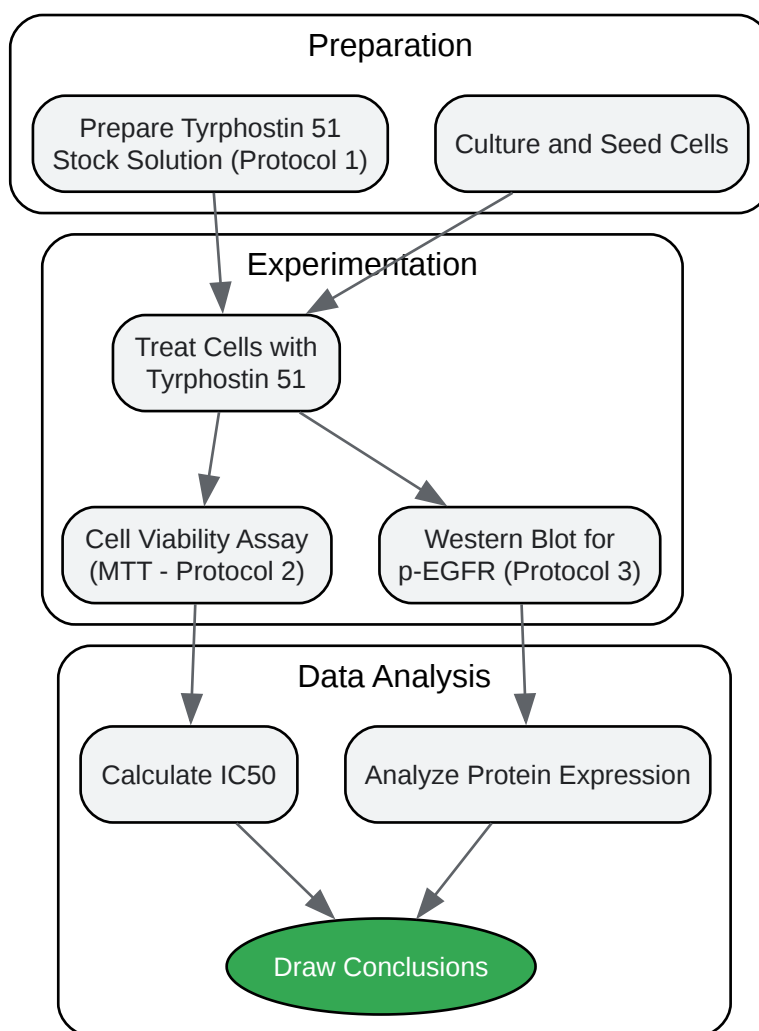 Preparation
Prepare Tyrphostin 51
Stock Solution (Protocol 1)
Culture and Seed Cells
Experimentation
Treat Cells with
Tyrphostin 51
Cell Viability Assay
(MTT - Protocol 2)
Western Blot for
p-EGFR (Protocol 3)
Data Analysis
Calculate IC50
Analyze Protein Expression
Draw Conclusions